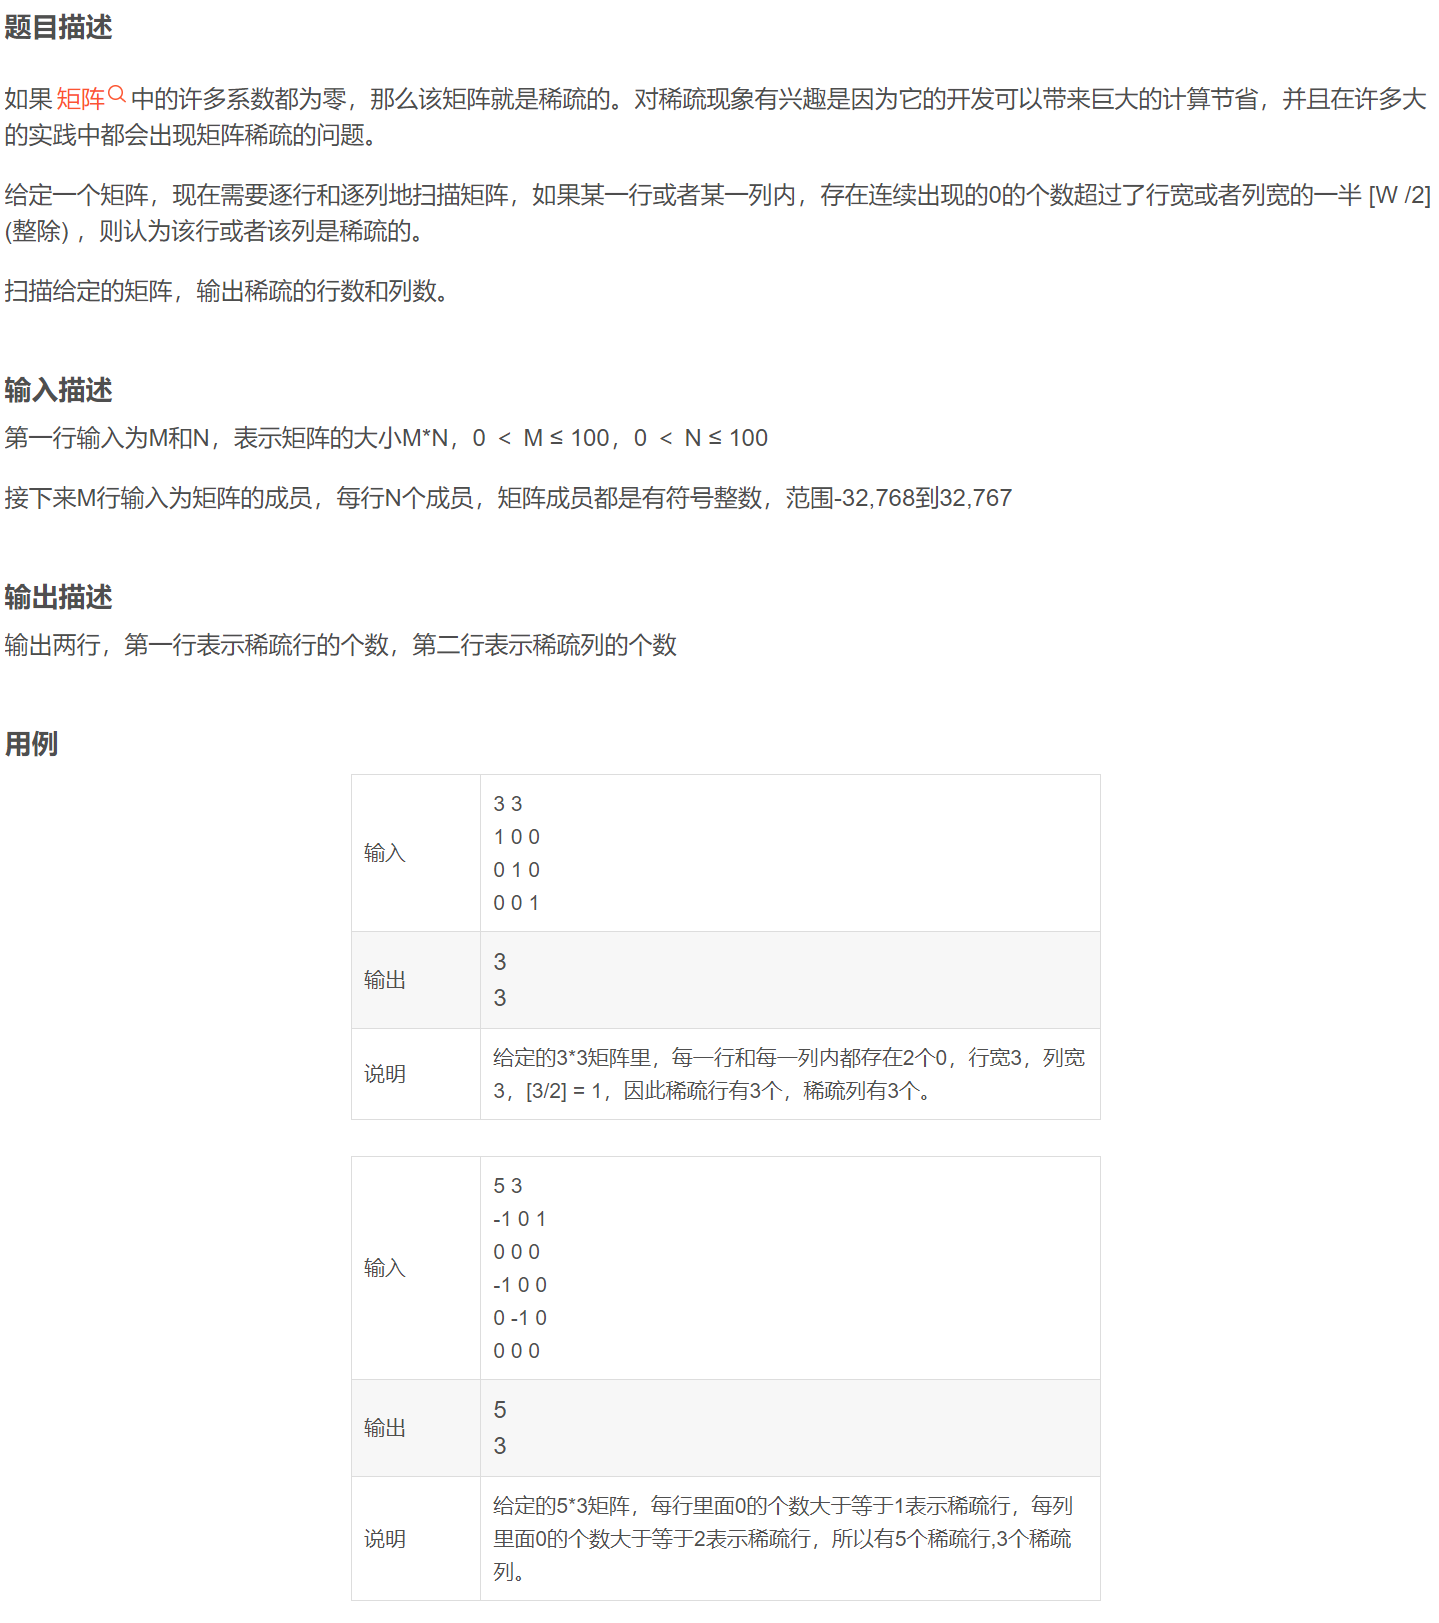 题目描述
如果 矩阵 中的许多系数都为零，那么该矩阵就是稀疏的。对稀疏现象有兴趣是因为它的开发可以带来巨大的计算节省，并且在许多大
的实践中都会出现矩阵稀疏的问题。
给定一个矩阵，现在需要逐行和逐列地扫描矩阵，如果某一行或者某一列内，存在连续出现的0的个数超过了行宽或者列宽的一半 [W /2]
(整除) ，则认为该行或者该列是稀疏的。
扫描给定的矩阵，输出稀疏的行数和列数。
输入描述
第一行输入为M和N，表示矩阵的大小M*N，0 < M ≤ 100，0 < N ≤ 100
接下来M行输入为矩阵的成员，每行N个成员，矩阵成员都是有符号整数，范围-32,768到32,767
输出描述
输出两行，第一行表示稀疏行的个数，第二行表示稀疏列的个数
用例
输入
3 3
1 0 0
0 1 0
0 0 1
输出
3
3
说明
给定的3*3矩阵里，每一行和每一列内都存在2个0，行宽3，列宽
3，[3/2] = 1，因此稀疏行有3个，稀疏列有3个。
输入
5 3
-1 0 1
0 0 0
-1 0 0
0 -1 0
0 0 0
输出
5
3
说明
给定的5*3矩阵，每行里面0的个数大于等于1表示稀疏行，每列
里面0的个数大于等于2表示稀疏行，所以有5个稀疏行,3个稀疏
列。